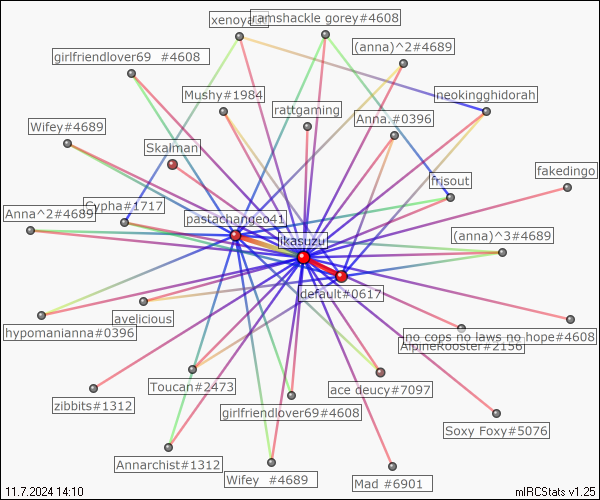 xenoya
ramshackle gorey#4608
(anna)^2#4689
girlfriendlover69 #4608
Mushy#1984
neokingghidorah
rattgaming
Anna.#0396
Wifey#4689
Skalman
fakedingo
frisout
Cypha#1717
Anna^2#4689
pastachangeo41
(anna)^3#4689
jkasuzu
default#0617
avelicious
hypomanianna#0396
no cops no laws no hope#4608
AlpineRooster#2156
Toucan#2473
ace deucy#7097
zibbits#1312
girlfriendlover69#4608
Soxy Foxy#5076
Annarchist#1312
Wifey #4689
Mad #6901
11.7.2024 14:10
mIRCStats v1.25